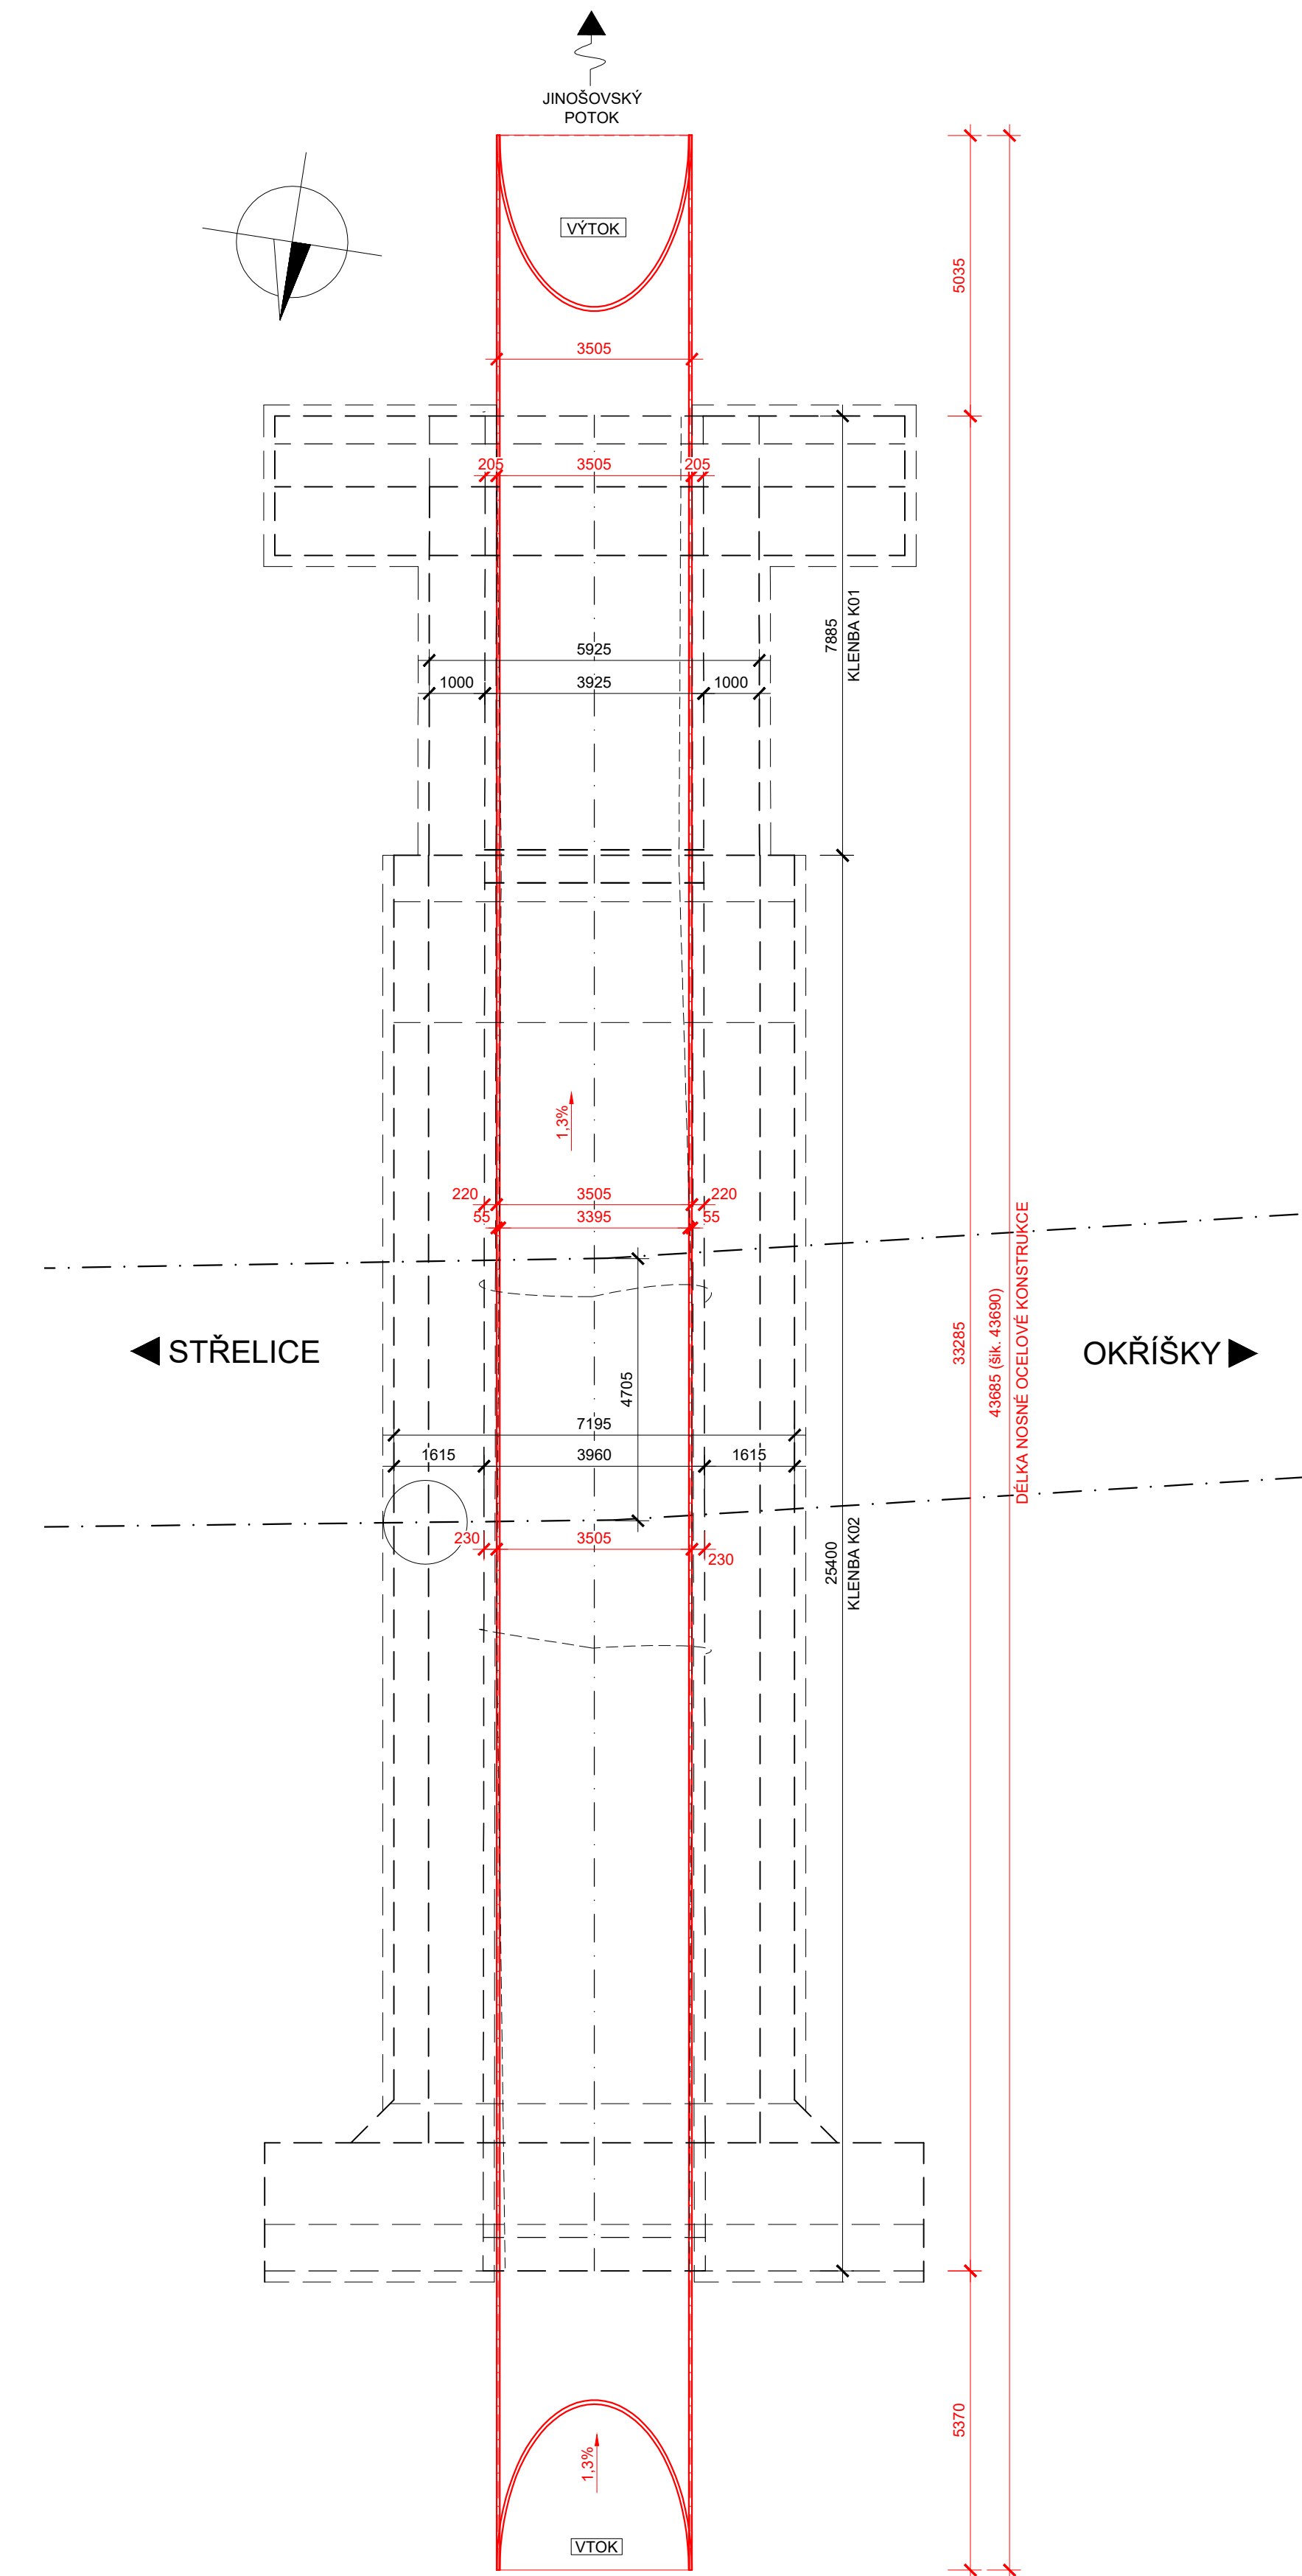 JINOŠOVSKÝ
POTOK
VÝTOK
5035
3505
205 3505 205
7885
KLENBA K01
5925
1000 3925 1000
1,3%
220 3505 220
55 3395 55
STŘELICE
OKŘÍŠKY
4705
33285
43685 (šik. 43690)
DÉLKA NOSNÉ OCELOVÉ KONSTRUKCE
7195
1615 3960 1615
230 3505 230
25400
KLENBA K02
5370
1,3%
VTOK